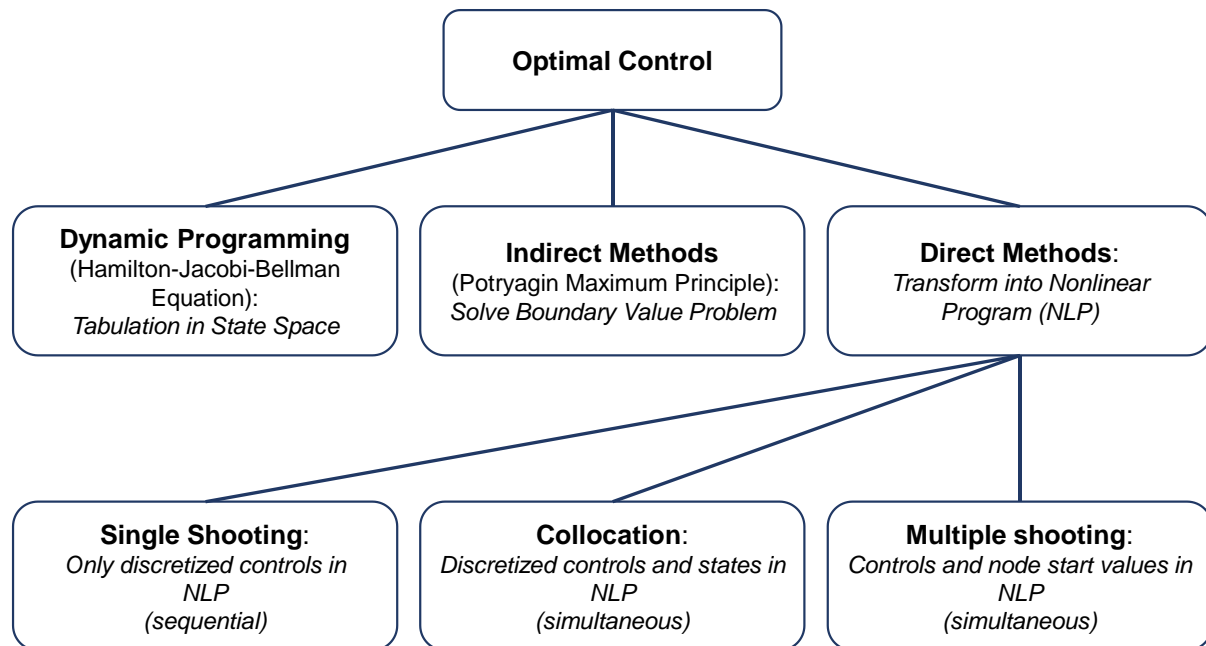 Optimal Control
Dynamic Programming
(Hamilton-Jacobi-Bellman
Equation):
Tabulation in State Space
Indirect Methods
(Potryagin Maximum Principle):
Solve Boundary Value Problem
Direct Methods:
Transform into Nonlinear
Program (NLP)
Single Shooting:
Only discretized controls in
NLP
(sequential)
Collocation:
Discretized controls and states in
NLP
(simultaneous)
Multiple shooting:
Controls and node start values in
NLP
(simultaneous)